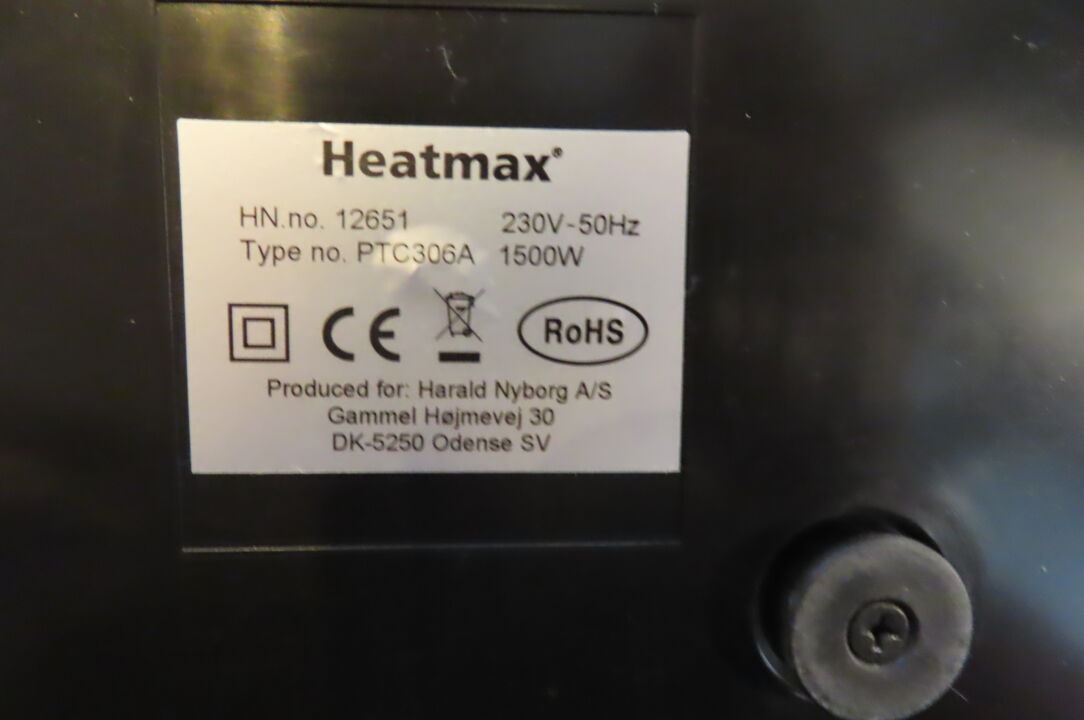 Heatmax®
HN.no. 12651 230V~50Hz
Type no. PTC306A 1500W
CE RoHS
Produced for: Harald Nyborg A/S
Gammel Højmevej 30
DK-5250 Odense SV